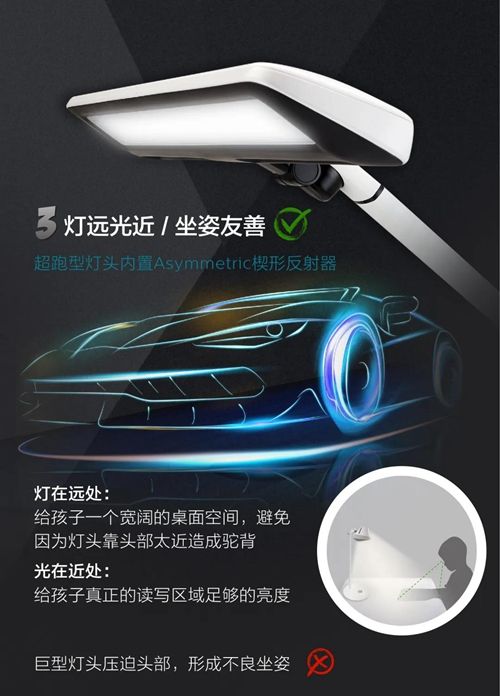 3 灯远光近 / 坐姿友善
超跑型灯头内置Asymmetric楔形反射器
灯在远处：
给孩子一个宽阔的桌面空间，避免
因为灯头靠头部太近造成驼背
光在近处：
给孩子真正的读写区域足够的亮度
巨型灯头压迫头部，形成不良坐姿